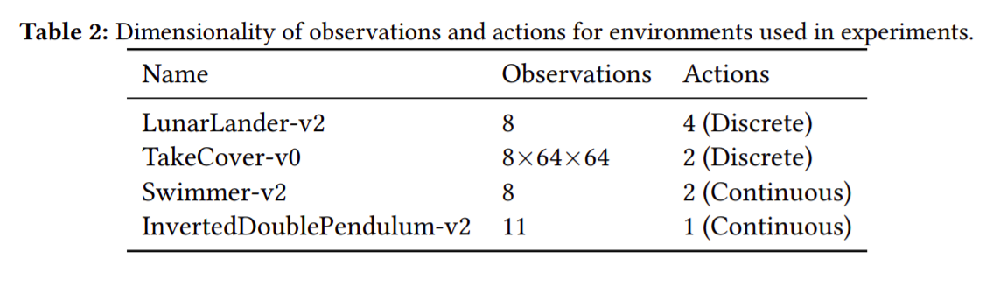 Table 2: Dimensionality of observations and actions for environments used in experiments.
Name Observations Actions
LunarLander-v2 8 4 (Discrete)
TakeCover-v0 8×64×64 2 (Discrete)
Swimmer-v2 8 2 (Continuous)
InvertedDoublePendulum-v2 11 1 (Continuous)